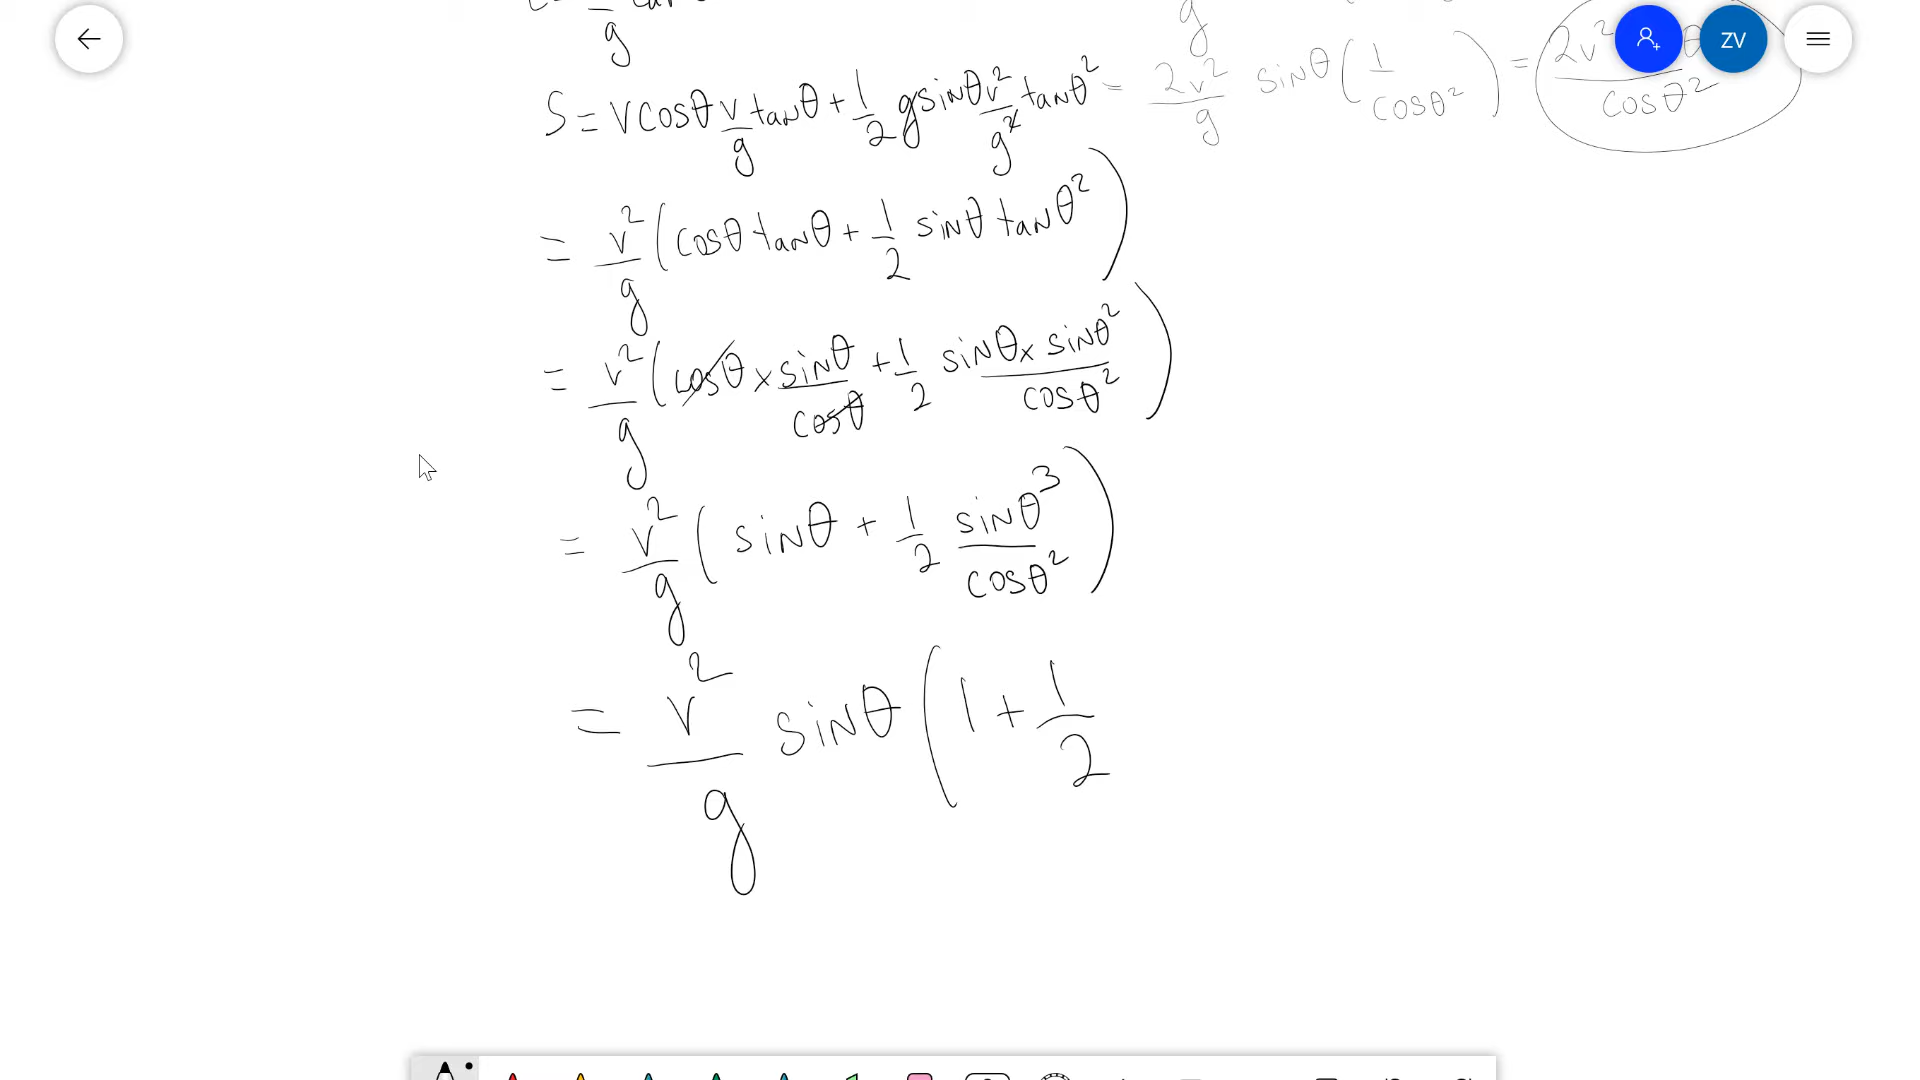 g
g
ZV
S = v cosθ v/g tanθ + 1/2 g sinθ v²/g² tanθ² = 2v²/g sinθ (1/cosθ²) = 2v² θ/cosθ²
= v²/g (cosθ tanθ + 1/2 sinθ tanθ²)
= v²/g (cosθ x sinθ/cosθ + 1/2 sinθ x sinθ²/cosθ²)
= v²/g (sinθ + 1/2 sinθ³/cosθ²)
= v²/g sinθ (1 + 1/2